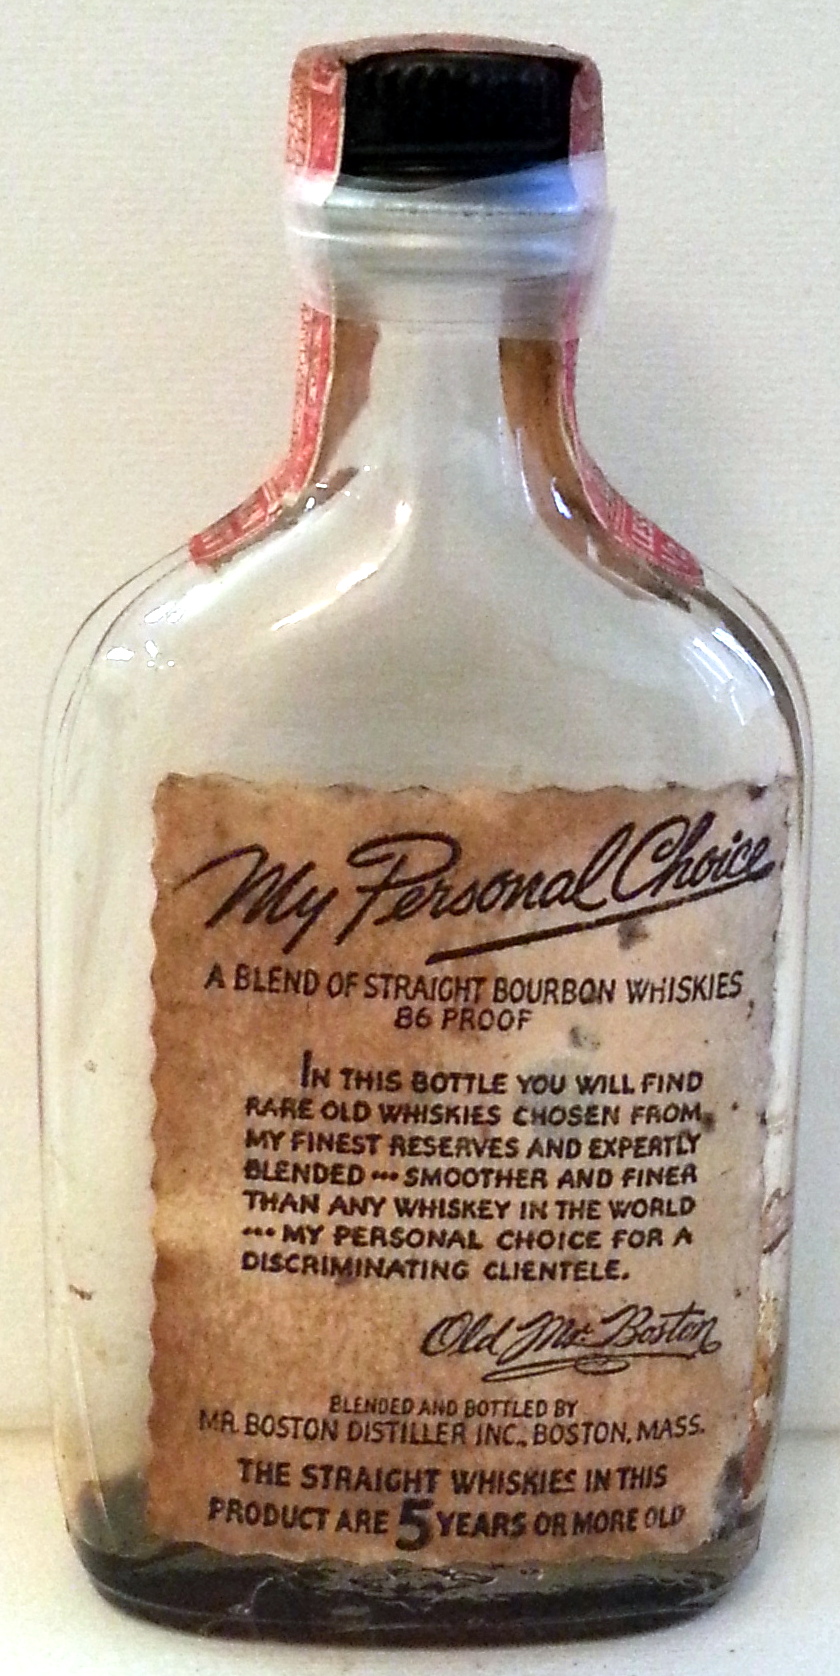 My Personal Choice
A BLEND OF STRAIGHT BOURBON WHISKIES
86 PROOF
IN THIS BOTTLE YOU WILL FIND
RARE OLD WHISKIES CHOSEN FROM
MY FINEST RESERVES AND EXPERTLY
BLENDED ••• SMOOTHER AND FINER
THAN ANY WHISKEY IN THE WORLD
••• MY PERSONAL CHOICE FOR A
DISCRIMINATING CLIENTELE.
Old Mr. Boston
BLENDED AND BOTTLED BY
MR. BOSTON DISTILLER INC., BOSTON, MASS.
THE STRAIGHT WHISKIES IN THIS
PRODUCT ARE 5 YEARS OR MORE OLD